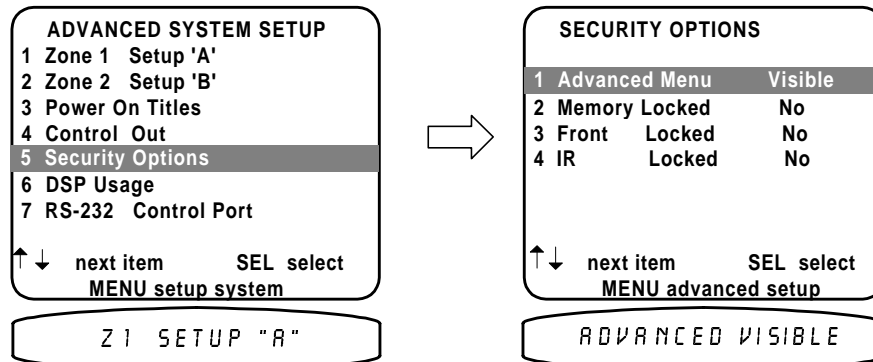 ADVANCED SYSTEM SETUP
1 Zone 1 Setup 'A'
2 Zone 2 Setup 'B'
3 Power On Titles
4 Control Out
5 Security Options
6 DSP Usage
7 RS-232 Control Port
↑↓ next item SEL select
MENU setup system
Z1 SETUP "A"
SECURITY OPTIONS
1 Advanced Menu Visible
2 Memory Locked No
3 Front Locked No
4 IR Locked No
↑↓ next item SEL select
MENU advanced setup
ADVANCED VISIBLE